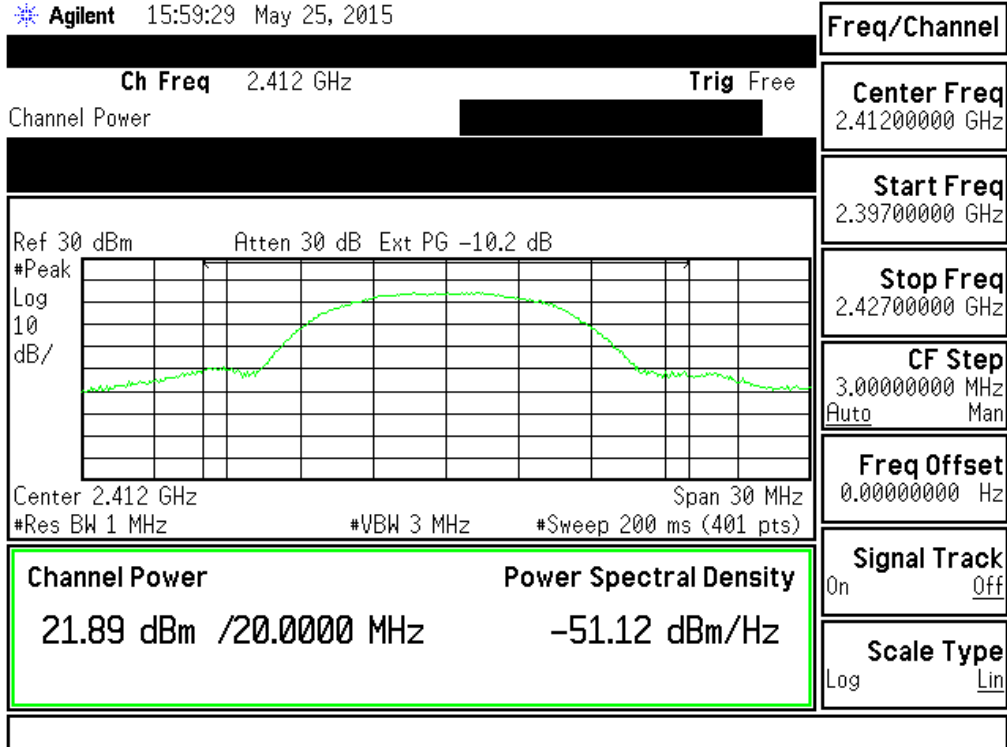 Agilent 15:59:29 May 25, 2015
Freq/Channel
Ch Freq 2.412 GHz Trig Free
Channel Power
Center Freq
2.41200000 GHz
Start Freq
2.39700000 GHz
Stop Freq
2.42700000 GHz
CF Step
3.00000000 MHz
Auto Man
Freq Offset
0.00000000 Hz
Signal Track
On Off
Scale Type
Log Lin
Ref 30 dBm Atten 30 dB Ext PG -10.2 dB
#Peak
Log
10
dB/
Center 2.412 GHz Span 30 MHz
#Res BW 1 MHz #VBW 3 MHz #Sweep 200 ms (401 pts)
Channel Power Power Spectral Density
21.89 dBm /20.0000 MHz -51.12 dBm/Hz